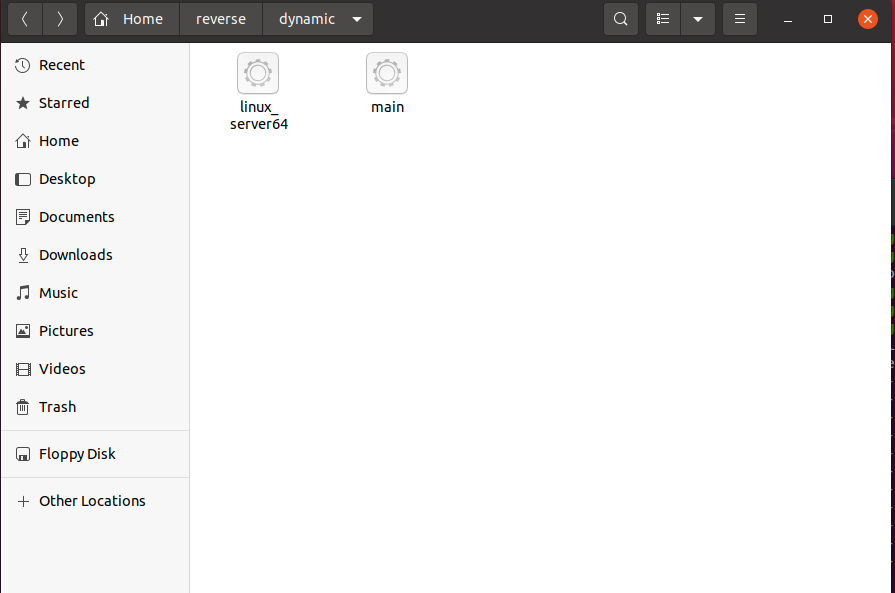 Home reverse dynamic
Recent
Starred
Home
Desktop
Documents
Downloads
Music
Pictures
Videos
Trash
Floppy Disk
Other Locations
linux_
server64
main